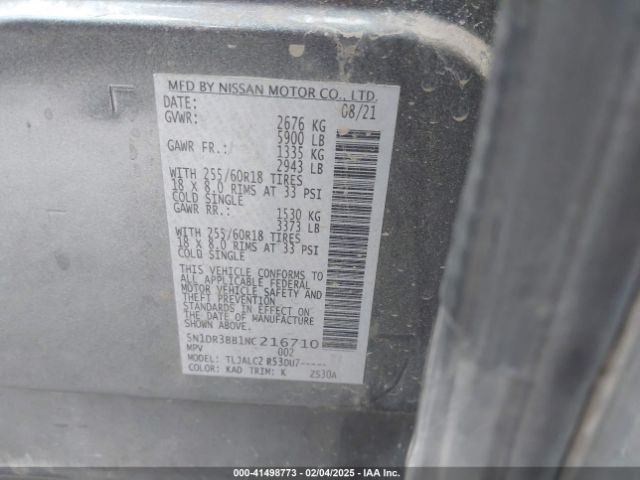 MFD BY NISSAN MOTOR CO., LTD.
DATE: 08/21
GVWR: 2676 KG
5900 LB
GAWR FR.: 1335 KG
2943 LB
WITH 255/60R18 TIRES
18 X 8.0 RIMS AT 33 PSI
COLD SINGLE
GAWR RR.: 1530 KG
3373 LB
WITH 255/60R18 TIRES
18 X 8.0 RIMS AT 33 PSI
COLD SINGLE
THIS VEHICLE CONFORMS TO
ALL APPLICABLE FEDERAL
MOTOR VEHICLE SAFETY AND
THEFT PREVENTION
STANDARDS IN EFFECT ON
THE DATE OF MANUFACTURE
SHOWN ABOVE.
5N1DR3BB1NC216710
MPV 002
MODEL: TLJALC2 R53DU7-----
COLOR: KAD TRIM: K 2S30A
000-41498773 - 02/04/2025 - IAA Inc.